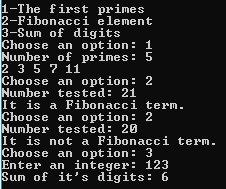 1-The first primes
2-Fibonacci element
3-Sum of digits
Choose an option: 1
Number of primes: 5
2 3 5 7 11
Choose an option: 2
Number tested: 21
It is a Fibonacci term.
Choose an option: 2
Number tested: 20
It is not a Fibonacci term.
Choose an option: 3
Enter an integer: 123
Sum of it's digits: 6